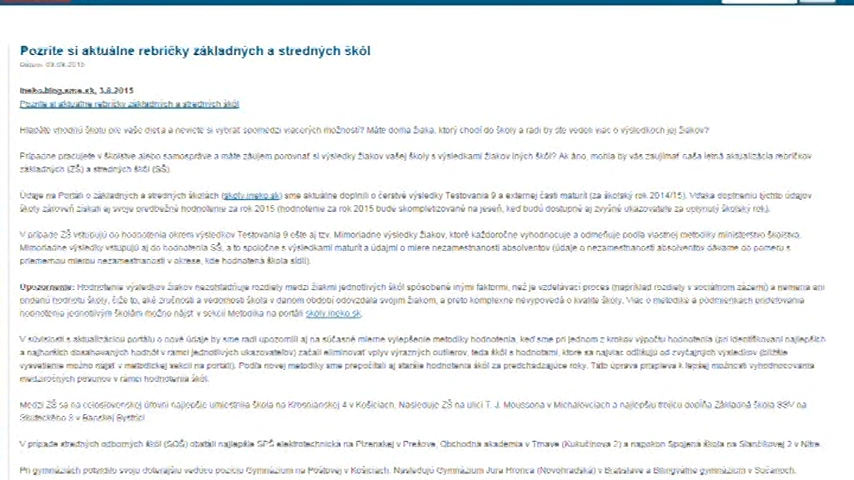 Pozrite si aktuálne rebríčky základných a stredných škôl
Dátum: 03.08.2015
ineko.blog.sme.sk, 3.8.2015
Pozrite si aktuálne rebríčky základných a stredných škôl
Hľadáte vhodnú školu pre vaše dieťa a neviete si vybrať spomedzi viacerých možností? Máte doma žiaka, ktorý chodí do školy a radi by ste vedeli viac o výsledkoch jej žiakov?
Prípadne pracujete v školstve alebo samospráve a máte záujem porovnať si výsledky žiakov vašej školy s výsledkami žiakov iných škôl? Ak áno, mohla by vás zaujímať naša letná aktualizácia rebríčkov
základných (ZŠ) a stredných škôl (SŠ).
Údaje na Portáli o základných a stredných školách (skoly.ineko.sk) sme aktuálne doplnili o čerstvé výsledky Testovania 9 a externej časti maturít (za školský rok 2014/15). Vďaka doplneniu týchto údajov
školy zároveň získali aj svoje predbežné hodnotenie za rok 2015 (hodnotenie za rok 2015 bude skompletizované na jeseň, keď budú dostupné aj zvyšné ukazovatele za uplynulý školský rok).
V prípade ZŠ vstupujú do hodnotenia okrem výsledkov Testovania 9 ešte aj tzv. Mimoriadne výsledky žiakov, ktoré každoročne vyhodnocuje a odmeňuje podľa vlastnej metodiky ministerstvo školstva.
Mimoriadne výsledky vstupujú aj do hodnotenia SŠ, a to spoločne s výsledkami maturít a údajmi o miere nezamestnanosti absolventov (údaje o nezamestnanosti absolventov dávame do pomeru s
priemernou mierou nezamestnanosti v okrese, kde hodnotená škola sídli).
Upozornenie: Hodnotenie výsledkov žiakov nezohľadňuje rozdiely medzi žiakmi jednotlivých škôl spôsobené inými faktormi, než je vzdelávací proces (napríklad rozdiely v sociálnom zázemí) a nemeria ani
pridanú hodnotu školy, čiže to, aké zručnosti a vedomosti škola v danom období odovzdala svojim žiakom, a preto komplexne nevypovedá o kvalite školy. Viac o metodike a podmienkach udeľovania
hodnotenia jednotlivým školám možno nájsť v sekcii Metodika na portáli skoly.ineko.sk.
V súvislosti s aktualizáciou portálu o nové údaje by sme radi upozornili aj na súčasné mierne vylepšenie metodiky hodnotenia, keď sme pri jednom z krokov výpočtu hodnotenia (pri identifikovaní najlepších
a najhorších dosahovaných hodnôt v rámci jednotlivých ukazovateľov) začali eliminovať vplyv výrazných outlierov, teda škôl s hodnotami, ktoré sa najviac odlišujú od zvyčajných výsledkov (bližšie
vysvetlenie možno nájsť v metodickej sekcii na portáli). Podľa novej metodiky sme prepočítali aj staršie hodnotenia škôl za predchádzajúce roky. Táto úprava prispieva k lepšej možnosti vyhodnocovania
medziročných posunov v rámci hodnotenia škôl.
Medzi ZŠ sa na celoslovenskej úrovni najlepšie umiestnila škola na Krosnianskej 4 v Košiciach. Nasleduje ZŠ na ulici T. J. Moussona v Michalovciach a najlepšiu trojicu dopĺňa Základná škola SSV na
Skuteckého 8 v Banskej Bystrici.
V prípade stredných odborných škôl (SOŠ) obstáli najlepšie SPŠ elektrotechnická na Plzenskej v Prešove, Obchodná akadémia v Trnave (Kukučínova 2) a napokon Spojená škola na Slančíkovej 2 v Nitre.
Pri gymnáziách potvrdilo svoju doterajšiu vedúcu pozíciu Gymnázium na Poštovej v Košiciach. Nasledujú Gymnázium Jura Hronca (Novohradská) v Bratislave a Bilingválne gymnázium v Sučanoch.